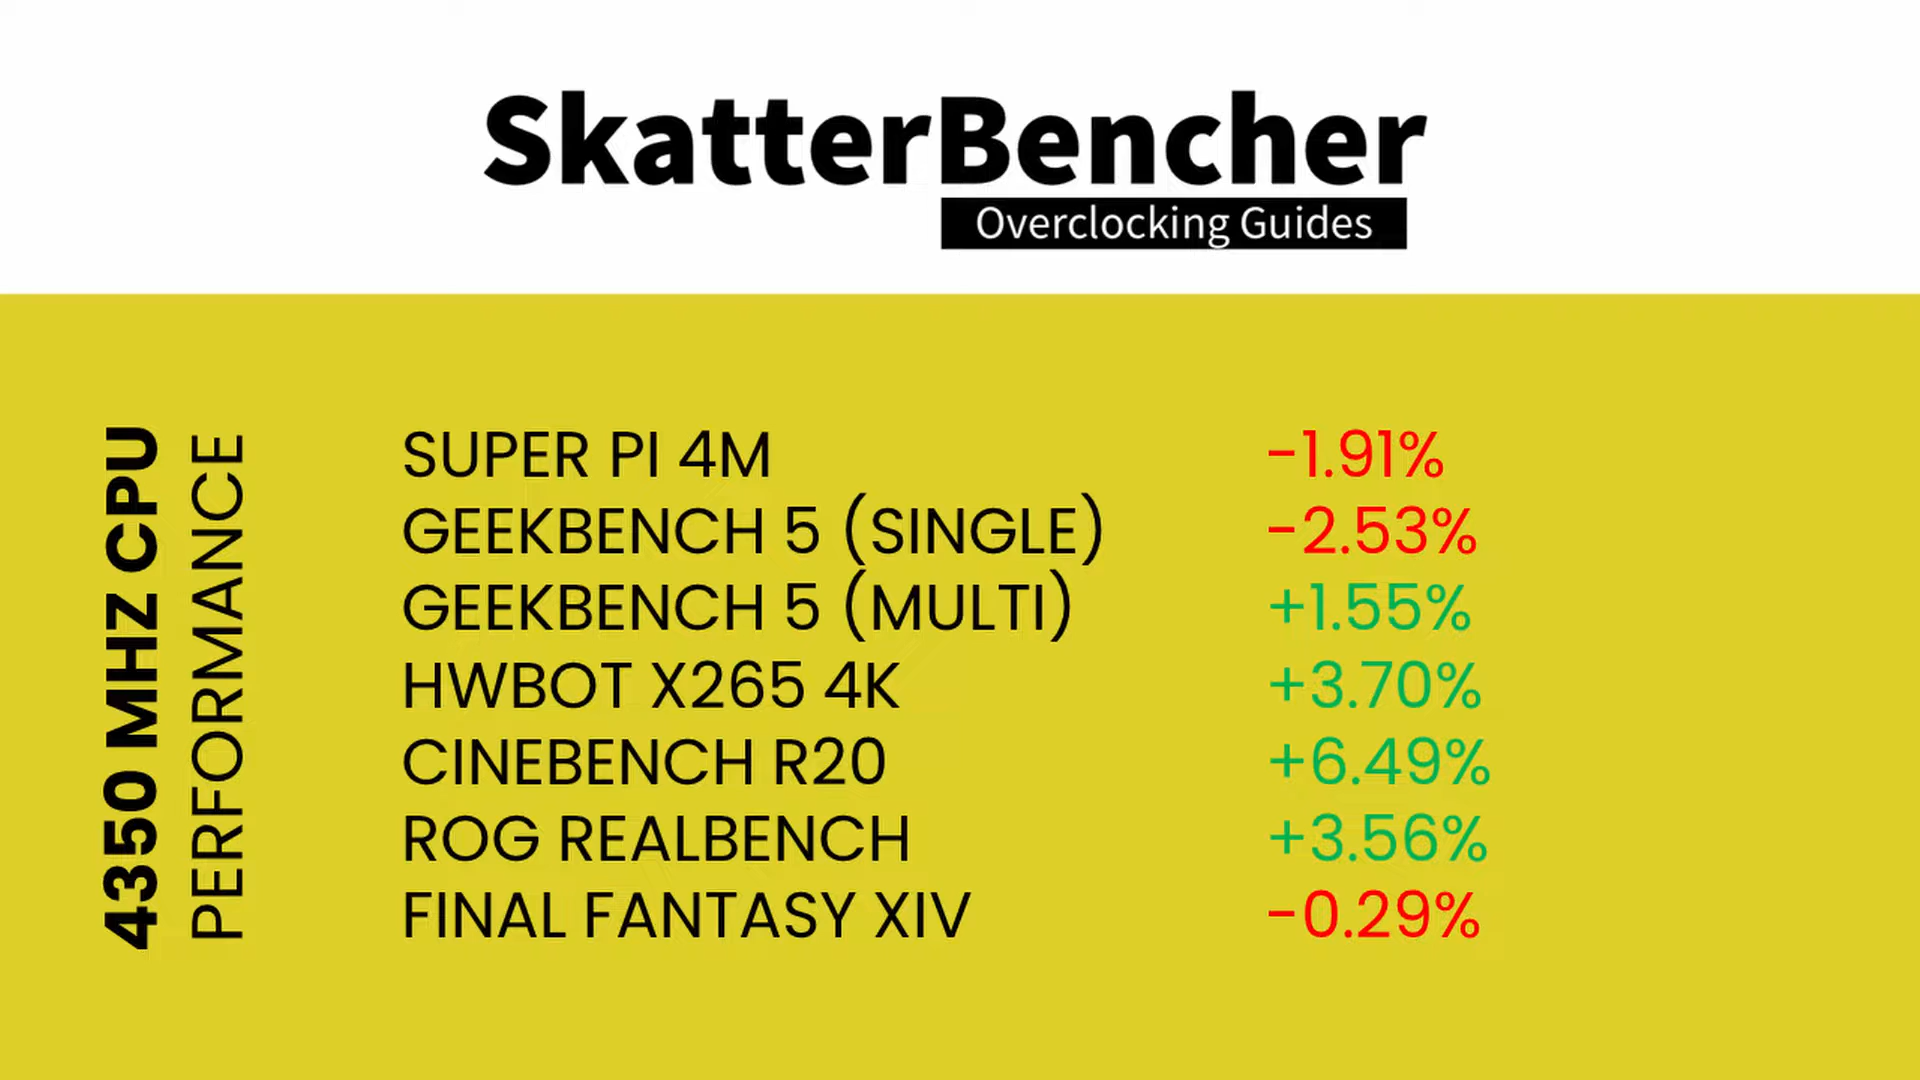 SkatterBencher
Overclocking Guides
4350 MHZ CPU
PERFORMANCE
SUPER PI 4M -1.91%
GEEKBENCH 5 (SINGLE) -2.53%
GEEKBENCH 5 (MULTI) +1.55%
HWBOT X265 4K +3.70%
CINEBENCH R20 +6.49%
ROG REALBENCH +3.56%
FINAL FANTASY XIV -0.29%